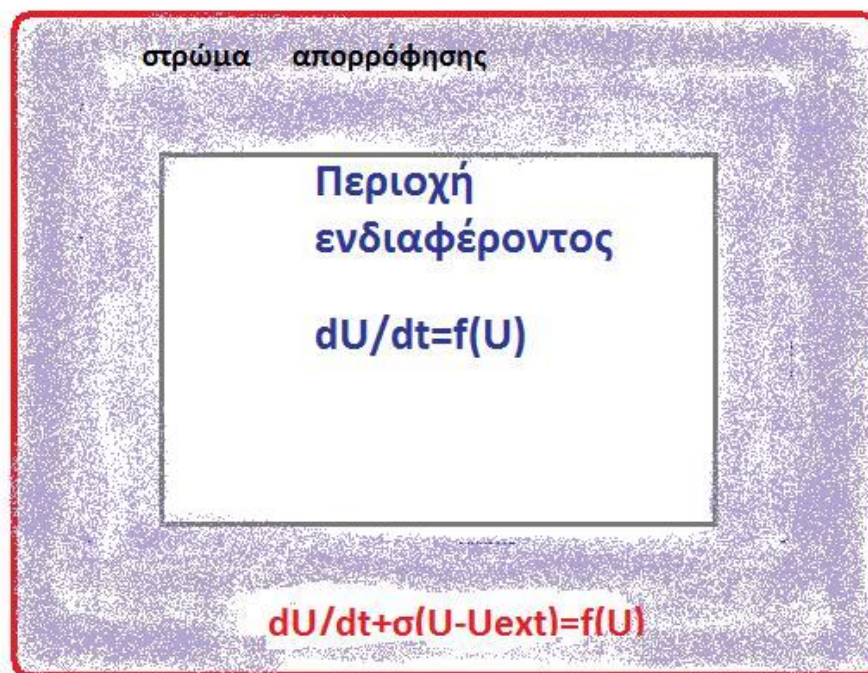 στρώμα απορρόφησης
Περιοχή
ενδιαφέροντος
dU/dt=f(U)
dU/dt+σ(U-Uext)=f(U)